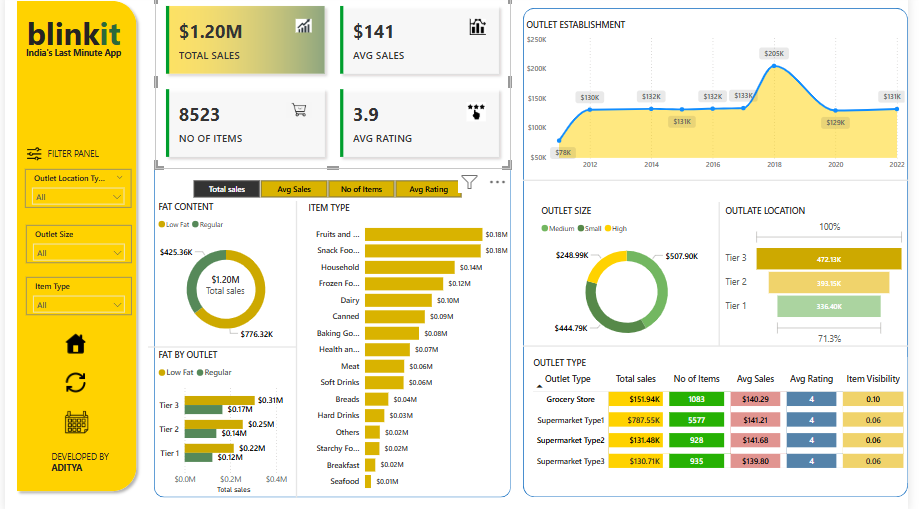 blinkit
India's Last Minute App
FILTER PANEL
Outlet Location Ty...
All
Outlet Size
All
Item Type
All
DEVELOPED BY
ADITYA
$1.20M
TOTAL SALES
$141
AVG SALES
8523
NO OF ITEMS
3.9
AVG RATING
Total sales Avg Sales No of Items Avg Rating
FAT CONTENT
Low Fat Regular
$425.36K
$1.20M
Total sales
$776.32K
FAT BY OUTLET
Low Fat Regular
Tier 3 $0.31M
$0.17M
Tier 2 $0.25M
$0.14M
Tier 1 $0.22M
$0.12M
$0.0M $0.2M $0.4M
Total sales
ITEM TYPE
Fruits and ... $0.18M
Snack Foo... $0.18M
Household $0.14M
Frozen Fo... $0.12M
Dairy $0.10M
Canned $0.09M
Baking Go... $0.08M
Health an... $0.07M
Meat $0.06M
Soft Drinks $0.06M
Breads $0.04M
Hard Drinks $0.03M
Others $0.02M
Starchy Fo... $0.02M
Breakfast $0.02M
Seafood $0.01M
OUTLET ESTABLISHMENT
$250K
$200K
$150K
$100K
$50K
$78K
$130K
$132K
$131K
$132K
$133K
$205K
$129K
$131K
2012 2014 2016 2018 2020 2022
OUTLET SIZE
Medium Small High
$248.99K
$507.90K
$444.79K
OUTLATE LOCATION
100%
Tier 3 472.13K
Tier 2 393.15K
Tier 1 336.40K
71.3%
OUTLET TYPE
Outlet Type Total sales No of Items Avg Sales Avg Rating Item Visibility
Grocery Store $151.94K 1083 $140.29 4 0.10
Supermarket Type1 $787.55K 5577 $141.21 4 0.06
Supermarket Type2 $131.48K 928 $141.68 4 0.06
Supermarket Type3 $130.71K 935 $139.80 4 0.06